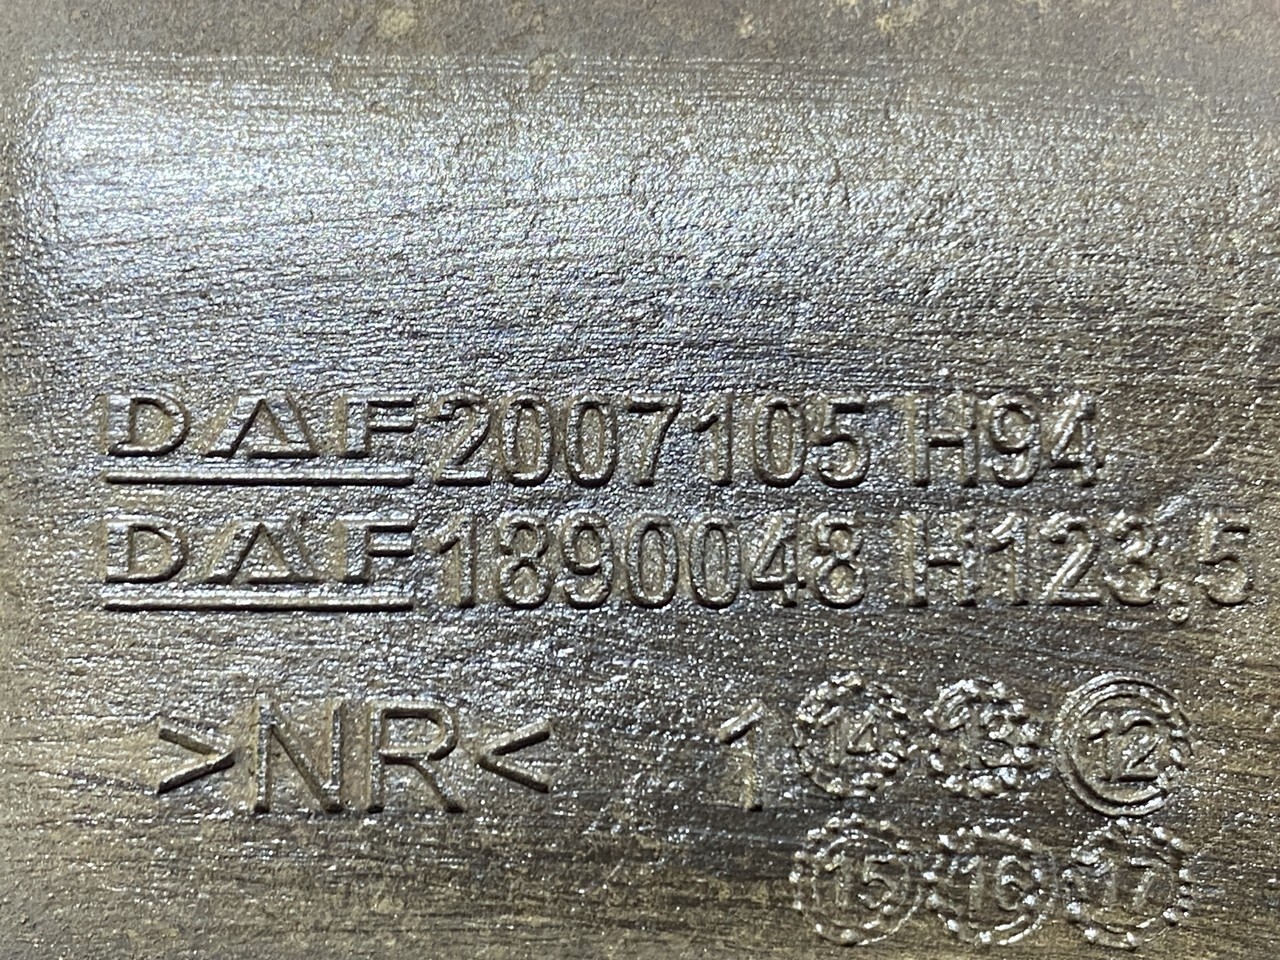 DAF 2007105 H94
DAF 1890048 H123,5
>NR< 1 14 13 12
15 16 17